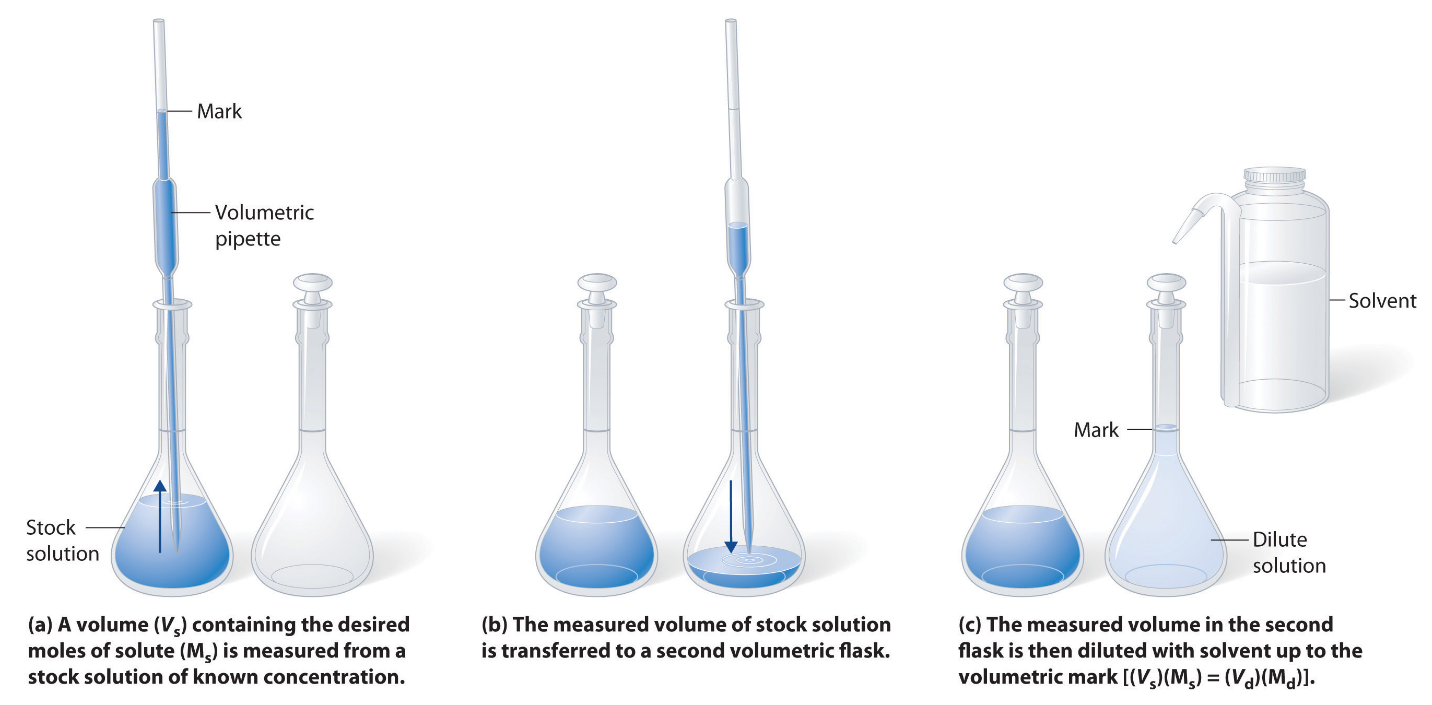 Mark
Volumetric
pipette
Stock
solution
(a) A volume (Vs) containing the desired
moles of solute (Ms) is measured from a
stock solution of known concentration.
(b) The measured volume of stock solution
is transferred to a second volumetric flask.
Solvent
Mark
Dilute
solution
(c) The measured volume in the second
flask is then diluted with solvent up to the
volumetric mark [(Vs)(Ms) = (Vd)(Md)].